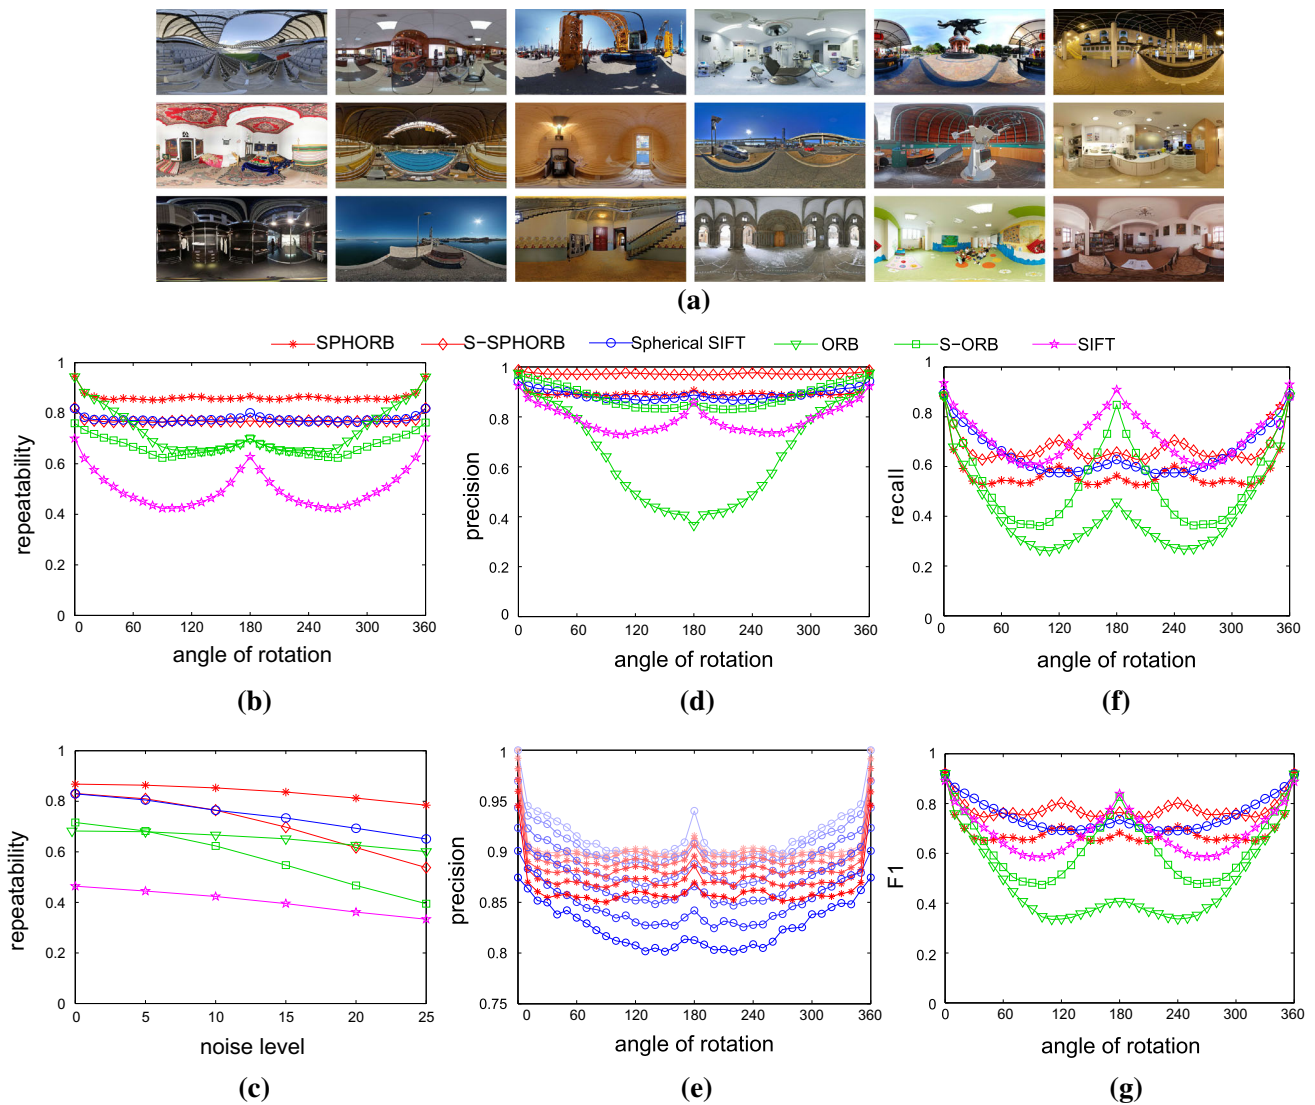 (a)
SPHORB S-SPHORB Spherical SIFT ORB S-ORB SIFT
1
0.8
0.6
0.4
0.2
0
repeatability
0 60 120 180 240 300 360
angle of rotation
(b)
1
0.8
0.6
0.4
0.2
0
precision
0 60 120 180 240 300 360
angle of rotation
(d)
1
0.8
0.6
0.4
0.2
0
recall
0 60 120 180 240 300 360
angle of rotation
(f)
1
0.8
0.6
0.4
0.2
0
repeatability
0 5 10 15 20 25
noise level
(c)
1
0.95
0.9
0.85
0.8
0.75
precision
0 60 120 180 240 300 360
angle of rotation
(e)
1
0.8
0.6
0.4
0.2
0
F1
0 60 120 180 240 300 360
angle of rotation
(g)